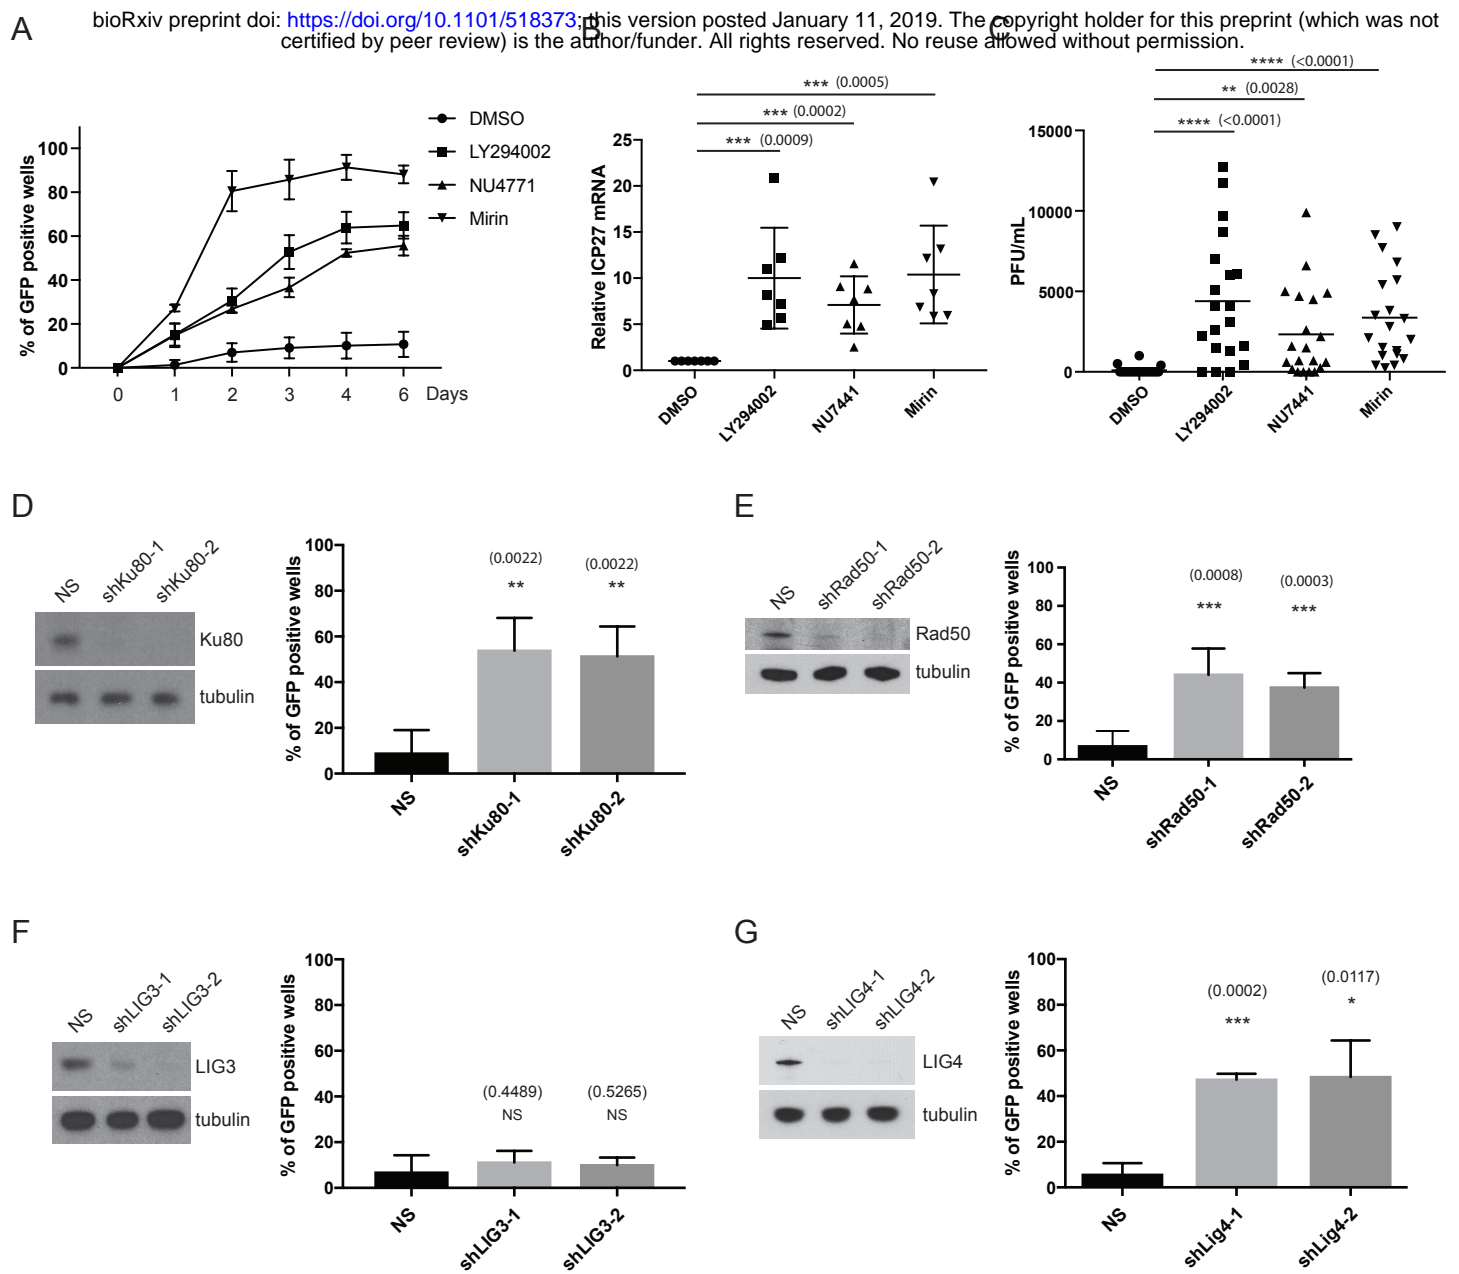 bioRxiv preprint doi: https://doi.org/10.1101/518373; this version posted January 11, 2019. The copyright holder for this preprint (which was not
certified by peer review) is the author/funder. All rights reserved. No reuse allowed without permission.
A
% of GFP positive wells
100
80
60
40
20
0
0 1 2 3 4 6 Days
DMSO
LY294002
NU4771
Mirin
B
Relative ICP27 mRNA
25
20
15
10
5
0
*** (0.0005)
*** (0.0002)
*** (0.0009)
DMSO
LY294002
NU7441
Mirin
C
PFU/mL
15000
10000
5000
0
**** (<0.0001)
** (0.0028)
**** (<0.0001)
DMSO
LY294002
NU7441
Mirin
D
NS
shKu80-1
shKu80-2
Ku80
tubulin
% of GFP positive wells
100
80
60
40
20
0
(0.0022)
**
(0.0022)
**
NS
shKu80-1
shKu80-2
E
NS
shRad50-1
shRad50-2
Rad50
tubulin
% of GFP positive wells
100
80
60
40
20
0
(0.0008)
***
(0.0003)
***
NS
shRad50-1
shRad50-2
F
NS
shLIG3-1
shLIG3-2
LIG3
tubulin
% of GFP positive wells
100
80
60
40
20
0
(0.4489)
NS
(0.5265)
NS
NS
shLIG3-1
shLIG3-2
G
NS
shLIG4-1
shLIG4-2
LIG4
tubulin
% of GFP positive wells
100
80
60
40
20
0
(0.0002)
***
(0.0117)
*
NS
shLig4-1
shLig4-2